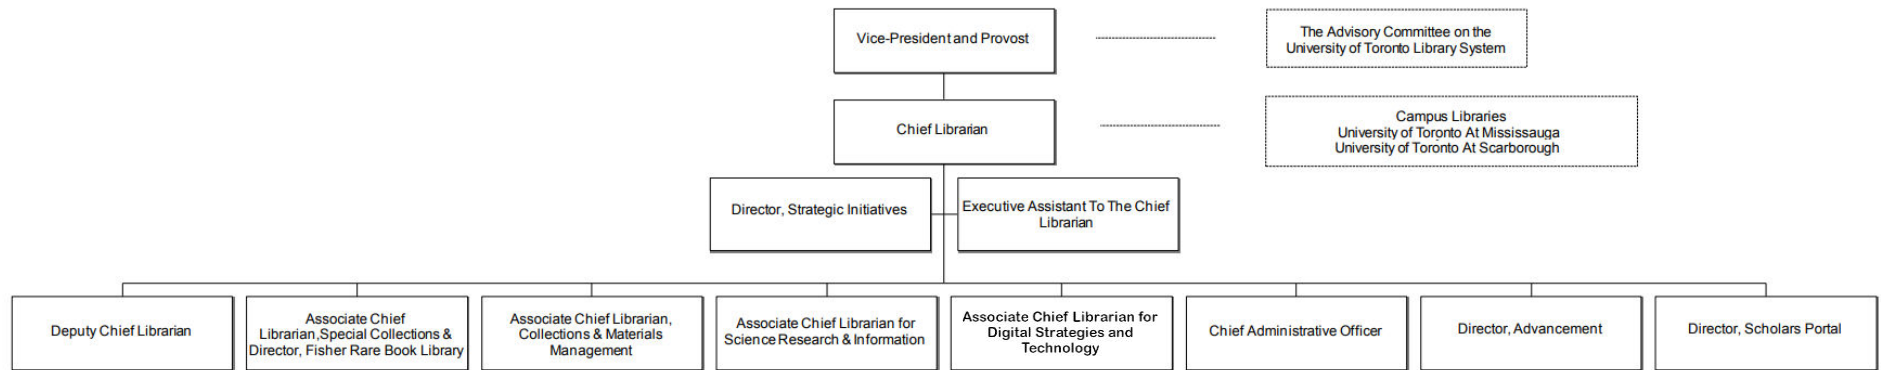 Vice-President and Provost
The Advisory Committee on the
University of Toronto Library System
Chief Librarian
Campus Libraries
University of Toronto At Mississauga
University of Toronto At Scarborough
Director, Strategic Initiatives
Executive Assistant To The Chief
Librarian
Deputy Chief Librarian
Associate Chief
Librarian,Special Collections &
Director, Fisher Rare Book Library
Associate Chief Librarian,
Collections & Materials
Management
Associate Chief Librarian for
Science Research & Information
Associate Chief Librarian for
Digital Strategies and
Technology
Chief Administrative Officer
Director, Advancement
Director, Scholars Portal